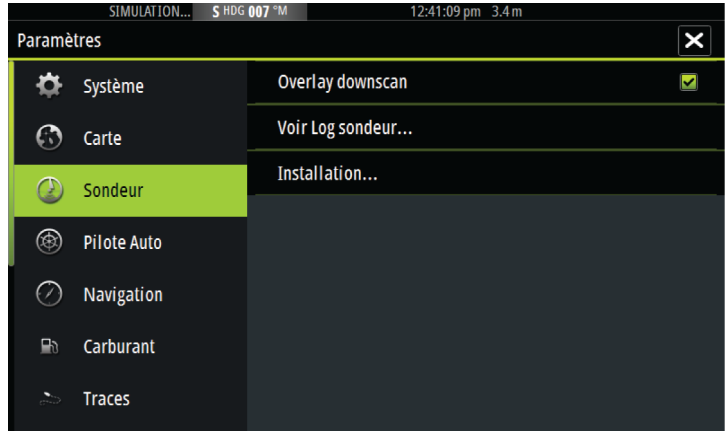 SIMULATION... S HDG 007 °M 12:41:09 pm 3.4 m
Paramètres
Système
Carte
Sondeur
Pilote Auto
Navigation
Carburant
Traces
Overlay downscan
Voir Log sondeur...
Installation...